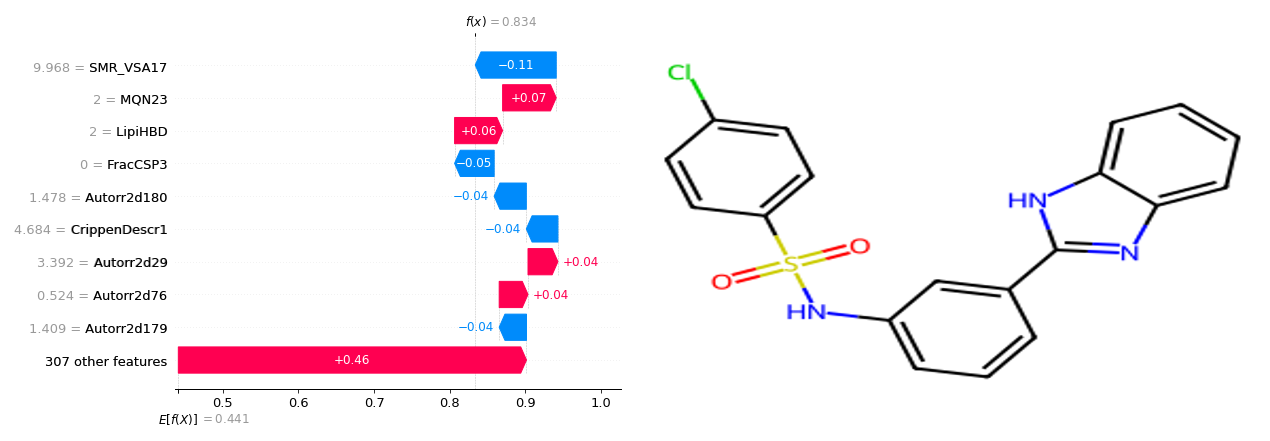 f(x) = 0.834
9.968 = SMR_VSA17
−0.11
2 = MQN23
+0.07
2 = LipiHBD
+0.06
0 = FracCSP3
−0.05
1.478 = Autorr2d180
−0.04
4.684 = CrippenDescr1
−0.04
3.392 = Autorr2d29
+0.04
0.524 = Autorr2d76
+0.04
1.409 = Autorr2d179
−0.04
307 other features
+0.46
0.5 0.6 0.7 0.8 0.9 1.0
E[f(X)] = 0.441
Cl
HN
N
O
S
O
HN